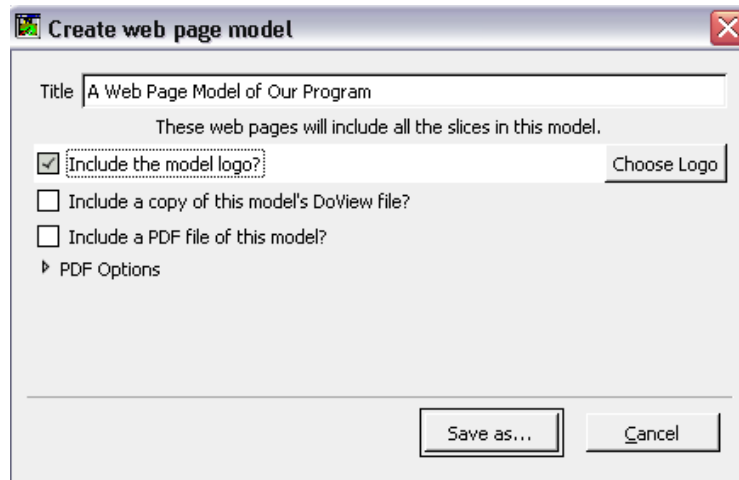 Create web page model
Title A Web Page Model of Our Program
These web pages will include all the slices in this model.
Include the model logo? Choose Logo
Include a copy of this model's DoView file?
Include a PDF file of this model?
PDF Options
Save as... Cancel